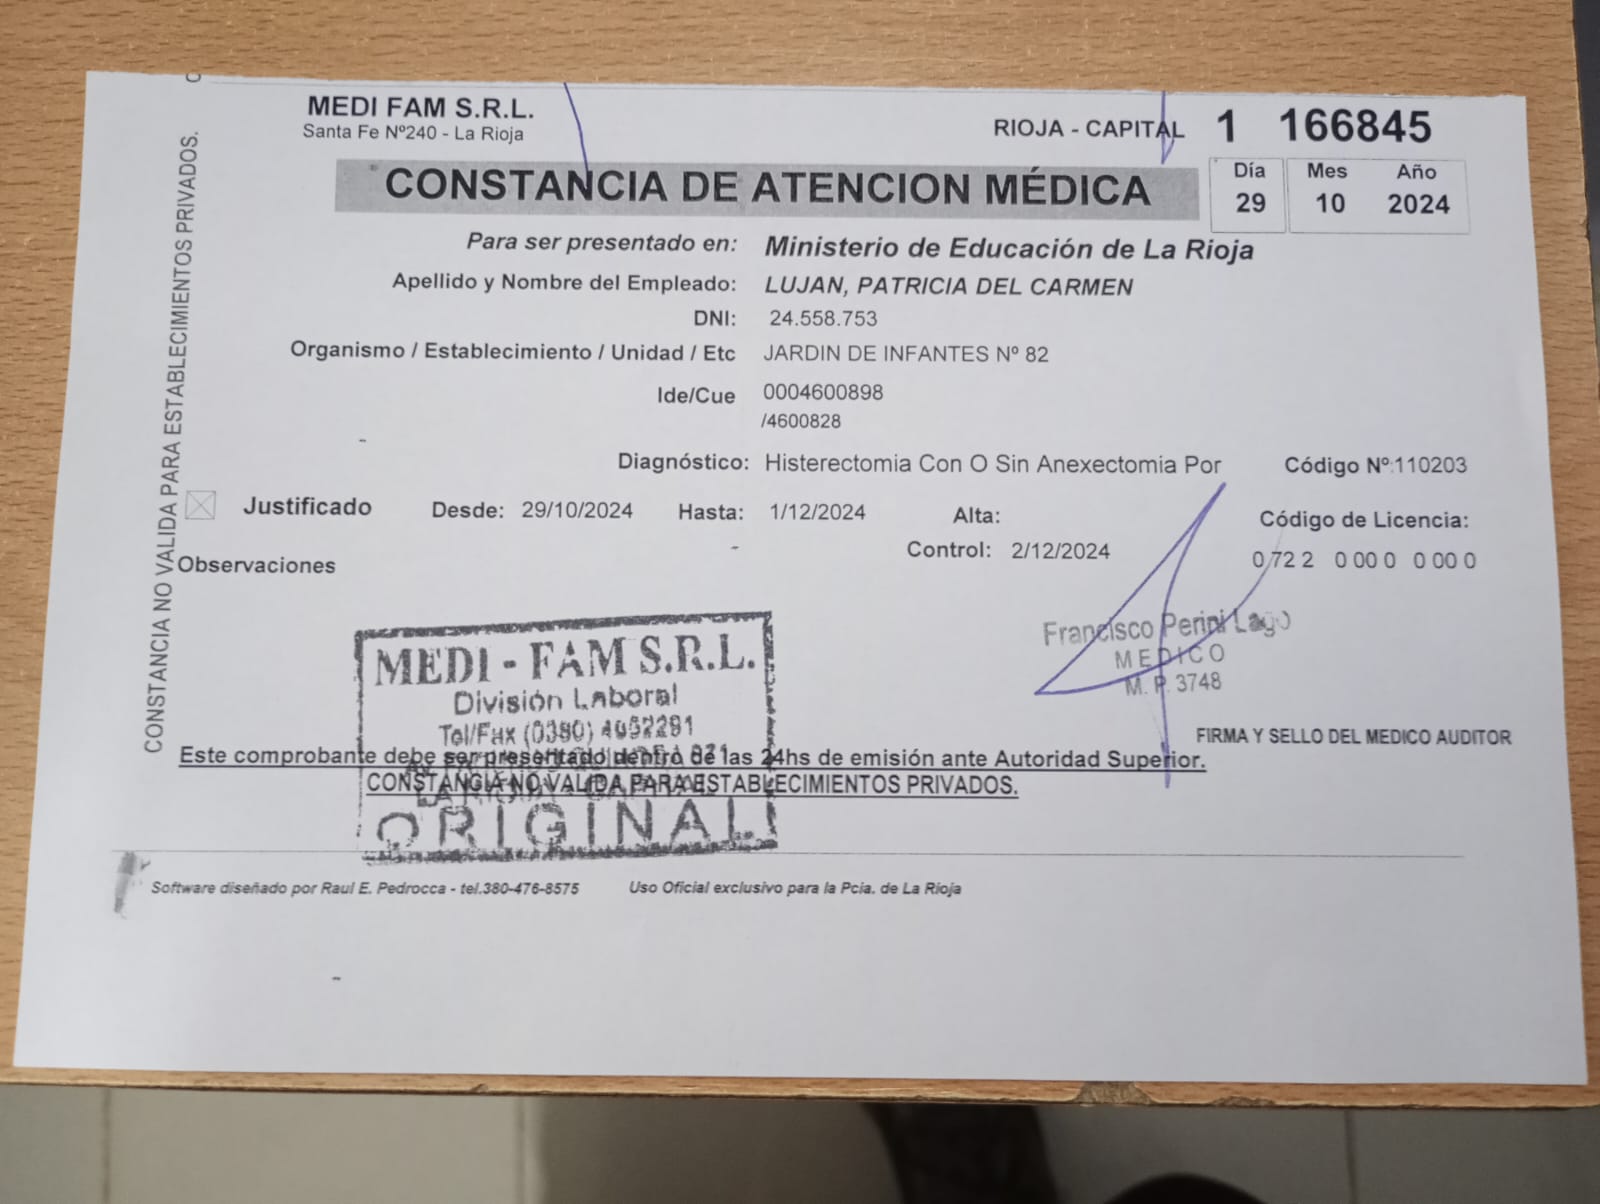 MEDI FAM S.R.L.
Santa Fe Nº240 - La Rioja
RIOJA - CAPITAL 1 166845
CONSTANCIA DE ATENCION MÉDICA
Día Mes Año
29 10 2024
Para ser presentado en: Ministerio de Educación de La Rioja
Apellido y Nombre del Empleado: LUJAN, PATRICIA DEL CARMEN
DNI: 24.558.753
Organismo / Establecimiento / Unidad / Etc JARDIN DE INFANTES Nº 82
Ide/Cue 0004600898
/4600828
Diagnóstico: Histerectomia Con O Sin Anexectomia Por Código Nº:110203
Justificado Desde: 29/10/2024 Hasta: 1/12/2024 Alta:
Control: 2/12/2024
Código de Licencia:
0722 0000 0000
Observaciones
MEDI - FAM S.R.L.
División Laboral
Tel/Fax (0380)
ORIGINAL
Francisco Perini Lago
MEDICO
M. P. 3748
FIRMA Y SELLO DEL MEDICO AUDITOR
Este comprobante debe ser presentado dentro de las 24hs de emisión ante Autoridad Superior.
CONSTANCIA NO VALIDA PARA ESTABLECIMIENTOS PRIVADOS.
Software diseñado por Raul E. Pedrocca - tel.380-476-8575 Uso Oficial exclusivo para la Pcia. de La Rioja
CONSTANCIA NO VALIDA PARA ESTABLECIMIENTOS PRIVADOS.